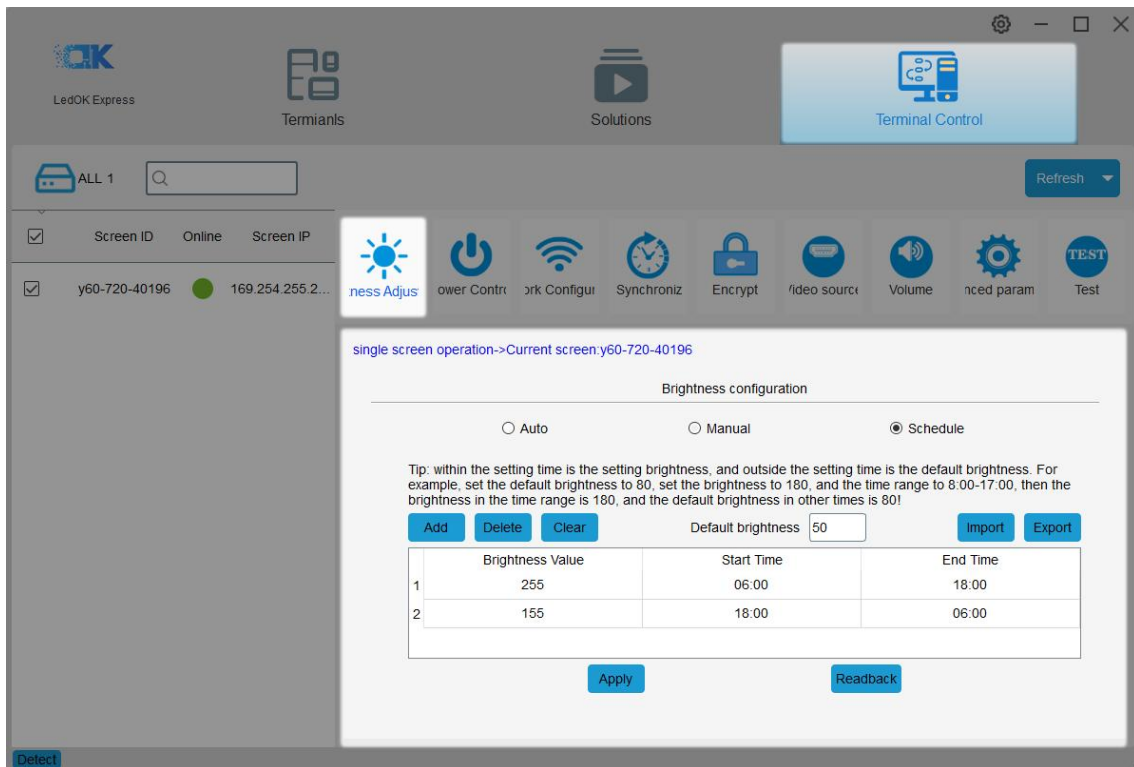 OK
LedOK Express
Termianls
Solutions
Terminal Control
ALL 1
Refresh
Screen ID Online Screen IP
y60-720-40196 169.254.255.2...
ness Adjus
ower Contr
ork Configur
Synchroniz
Encrypt
Video source
Volume
nced param
TEST
Test
single screen operation->Current screen:y60-720-40196
Brightness configuration
Auto Manual Schedule
Tip: within the setting time is the setting brightness, and outside the setting time is the default brightness. For
example, set the default brightness to 80, set the brightness to 180, and the time range to 8:00-17:00, then the
brightness in the time range is 180, and the default brightness in other times is 80!
Add Delete Clear Default brightness 50 Import Export
Brightness Value Start Time End Time
1 255 06:00 18:00
2 155 18:00 06:00
Apply Readback
Detect